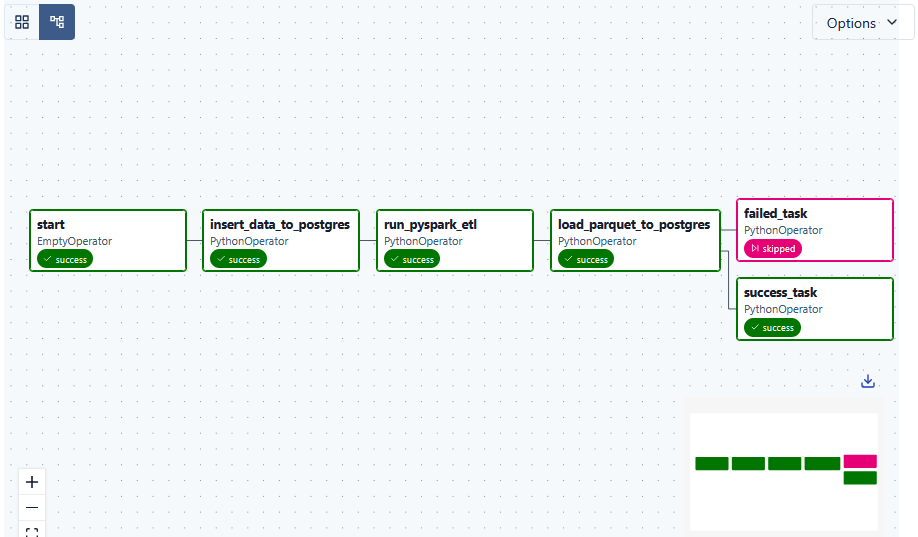 Options
start
EmptyOperator
success
insert_data_to_postgres
PythonOperator
success
run_pyspark_etl
PythonOperator
success
load_parquet_to_postgres
PythonOperator
success
failed_task
PythonOperator
skipped
success_task
PythonOperator
success